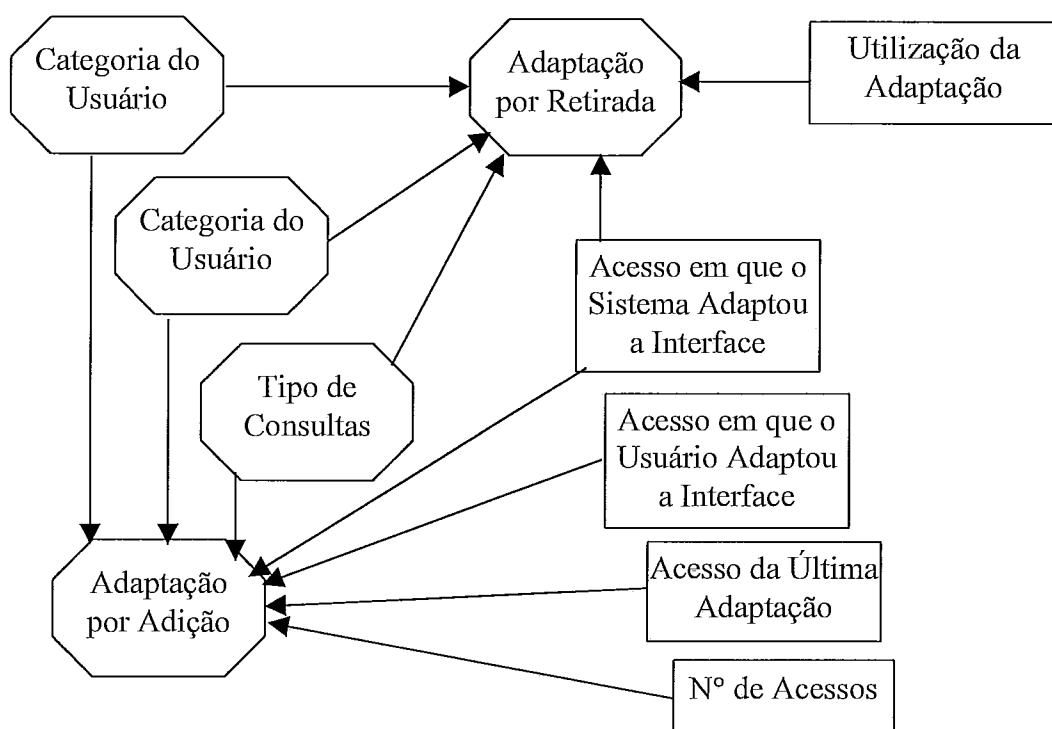 Categoria do
Usuário
Adaptação
por Retirada
Utilização da
Adaptação
Categoria do
Usuário
Acesso em que o
Sistema Adaptou
a Interface
Tipo de
Consultas
Acesso em que o
Usuário Adaptou
a Interface
Adaptação
por Adição
Acesso da Última
Adaptação
Nº de Acessos